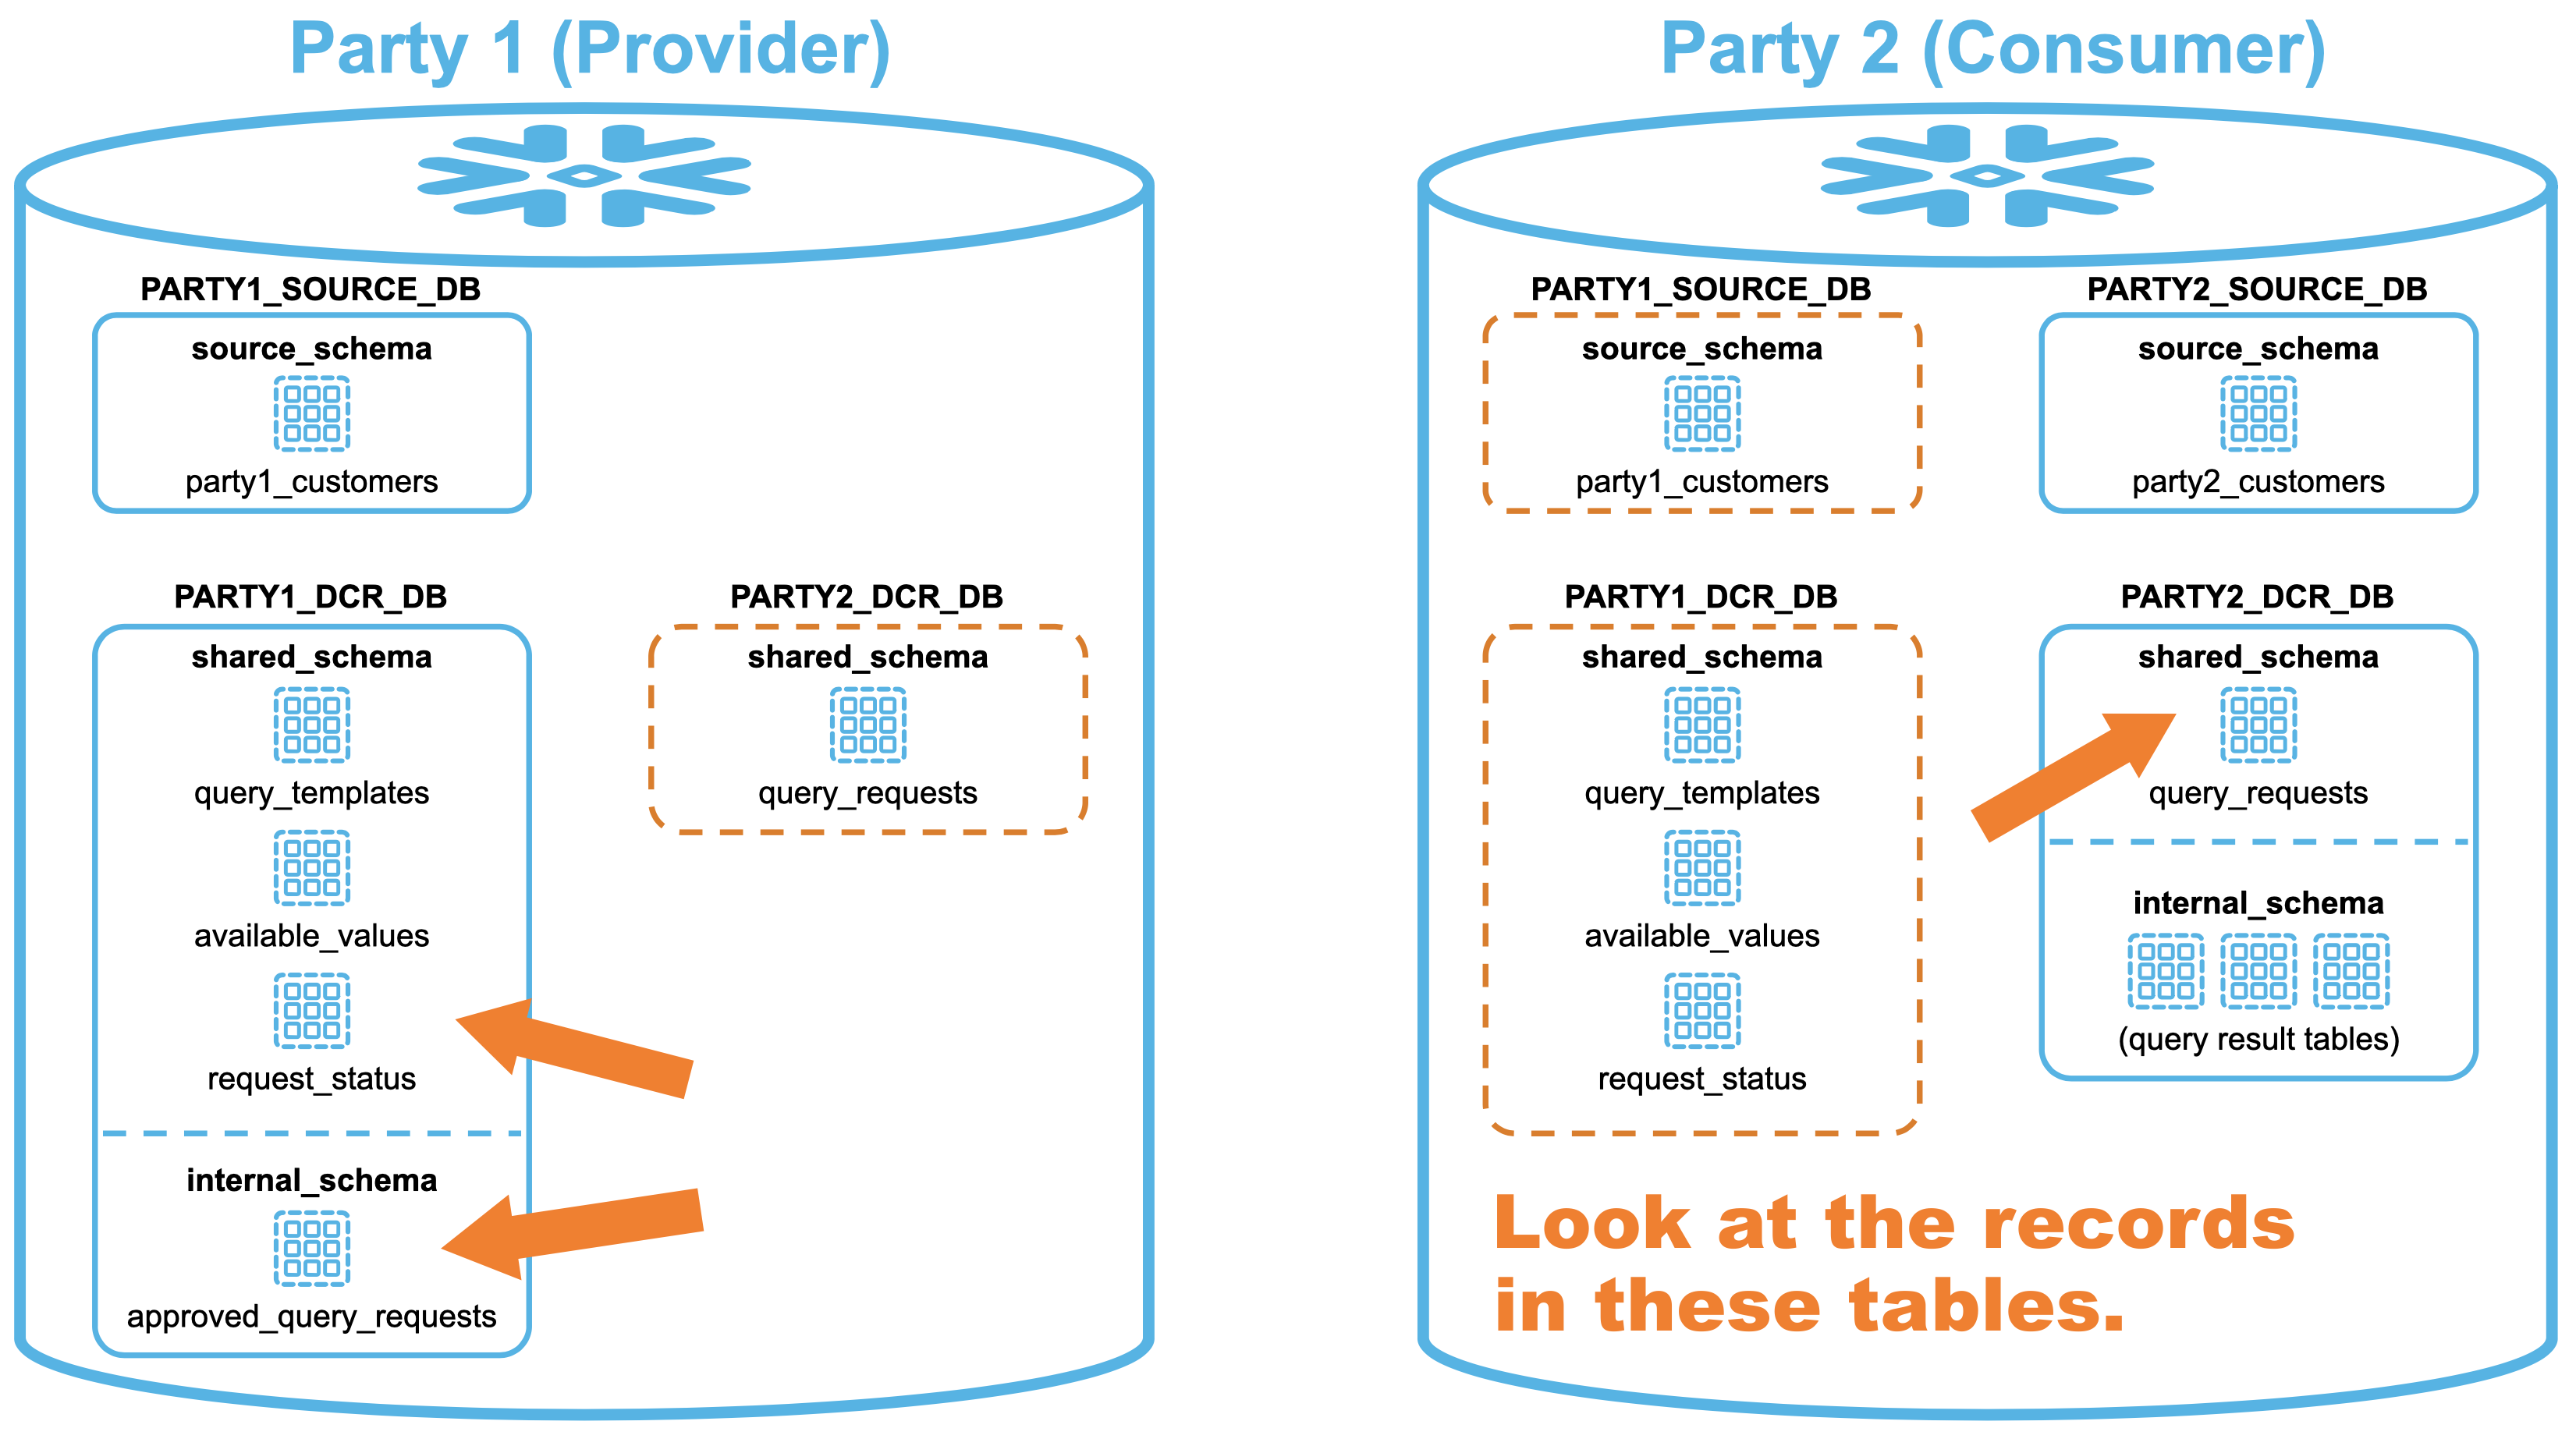 Party 1 (Provider)
PARTY1_SOURCE_DB
source_schema
party1_customers
PARTY1_DCR_DB
shared_schema
query_templates
available_values
request_status
internal_schema
approved_query_requests
PARTY2_DCR_DB
shared_schema
query_requests
Party 2 (Consumer)
PARTY1_SOURCE_DB
source_schema
party1_customers
PARTY2_SOURCE_DB
source_schema
party2_customers
PARTY1_DCR_DB
shared_schema
query_templates
available_values
request_status
PARTY2_DCR_DB
shared_schema
query_requests
internal_schema
(query result tables)
Look at the records
in these tables.